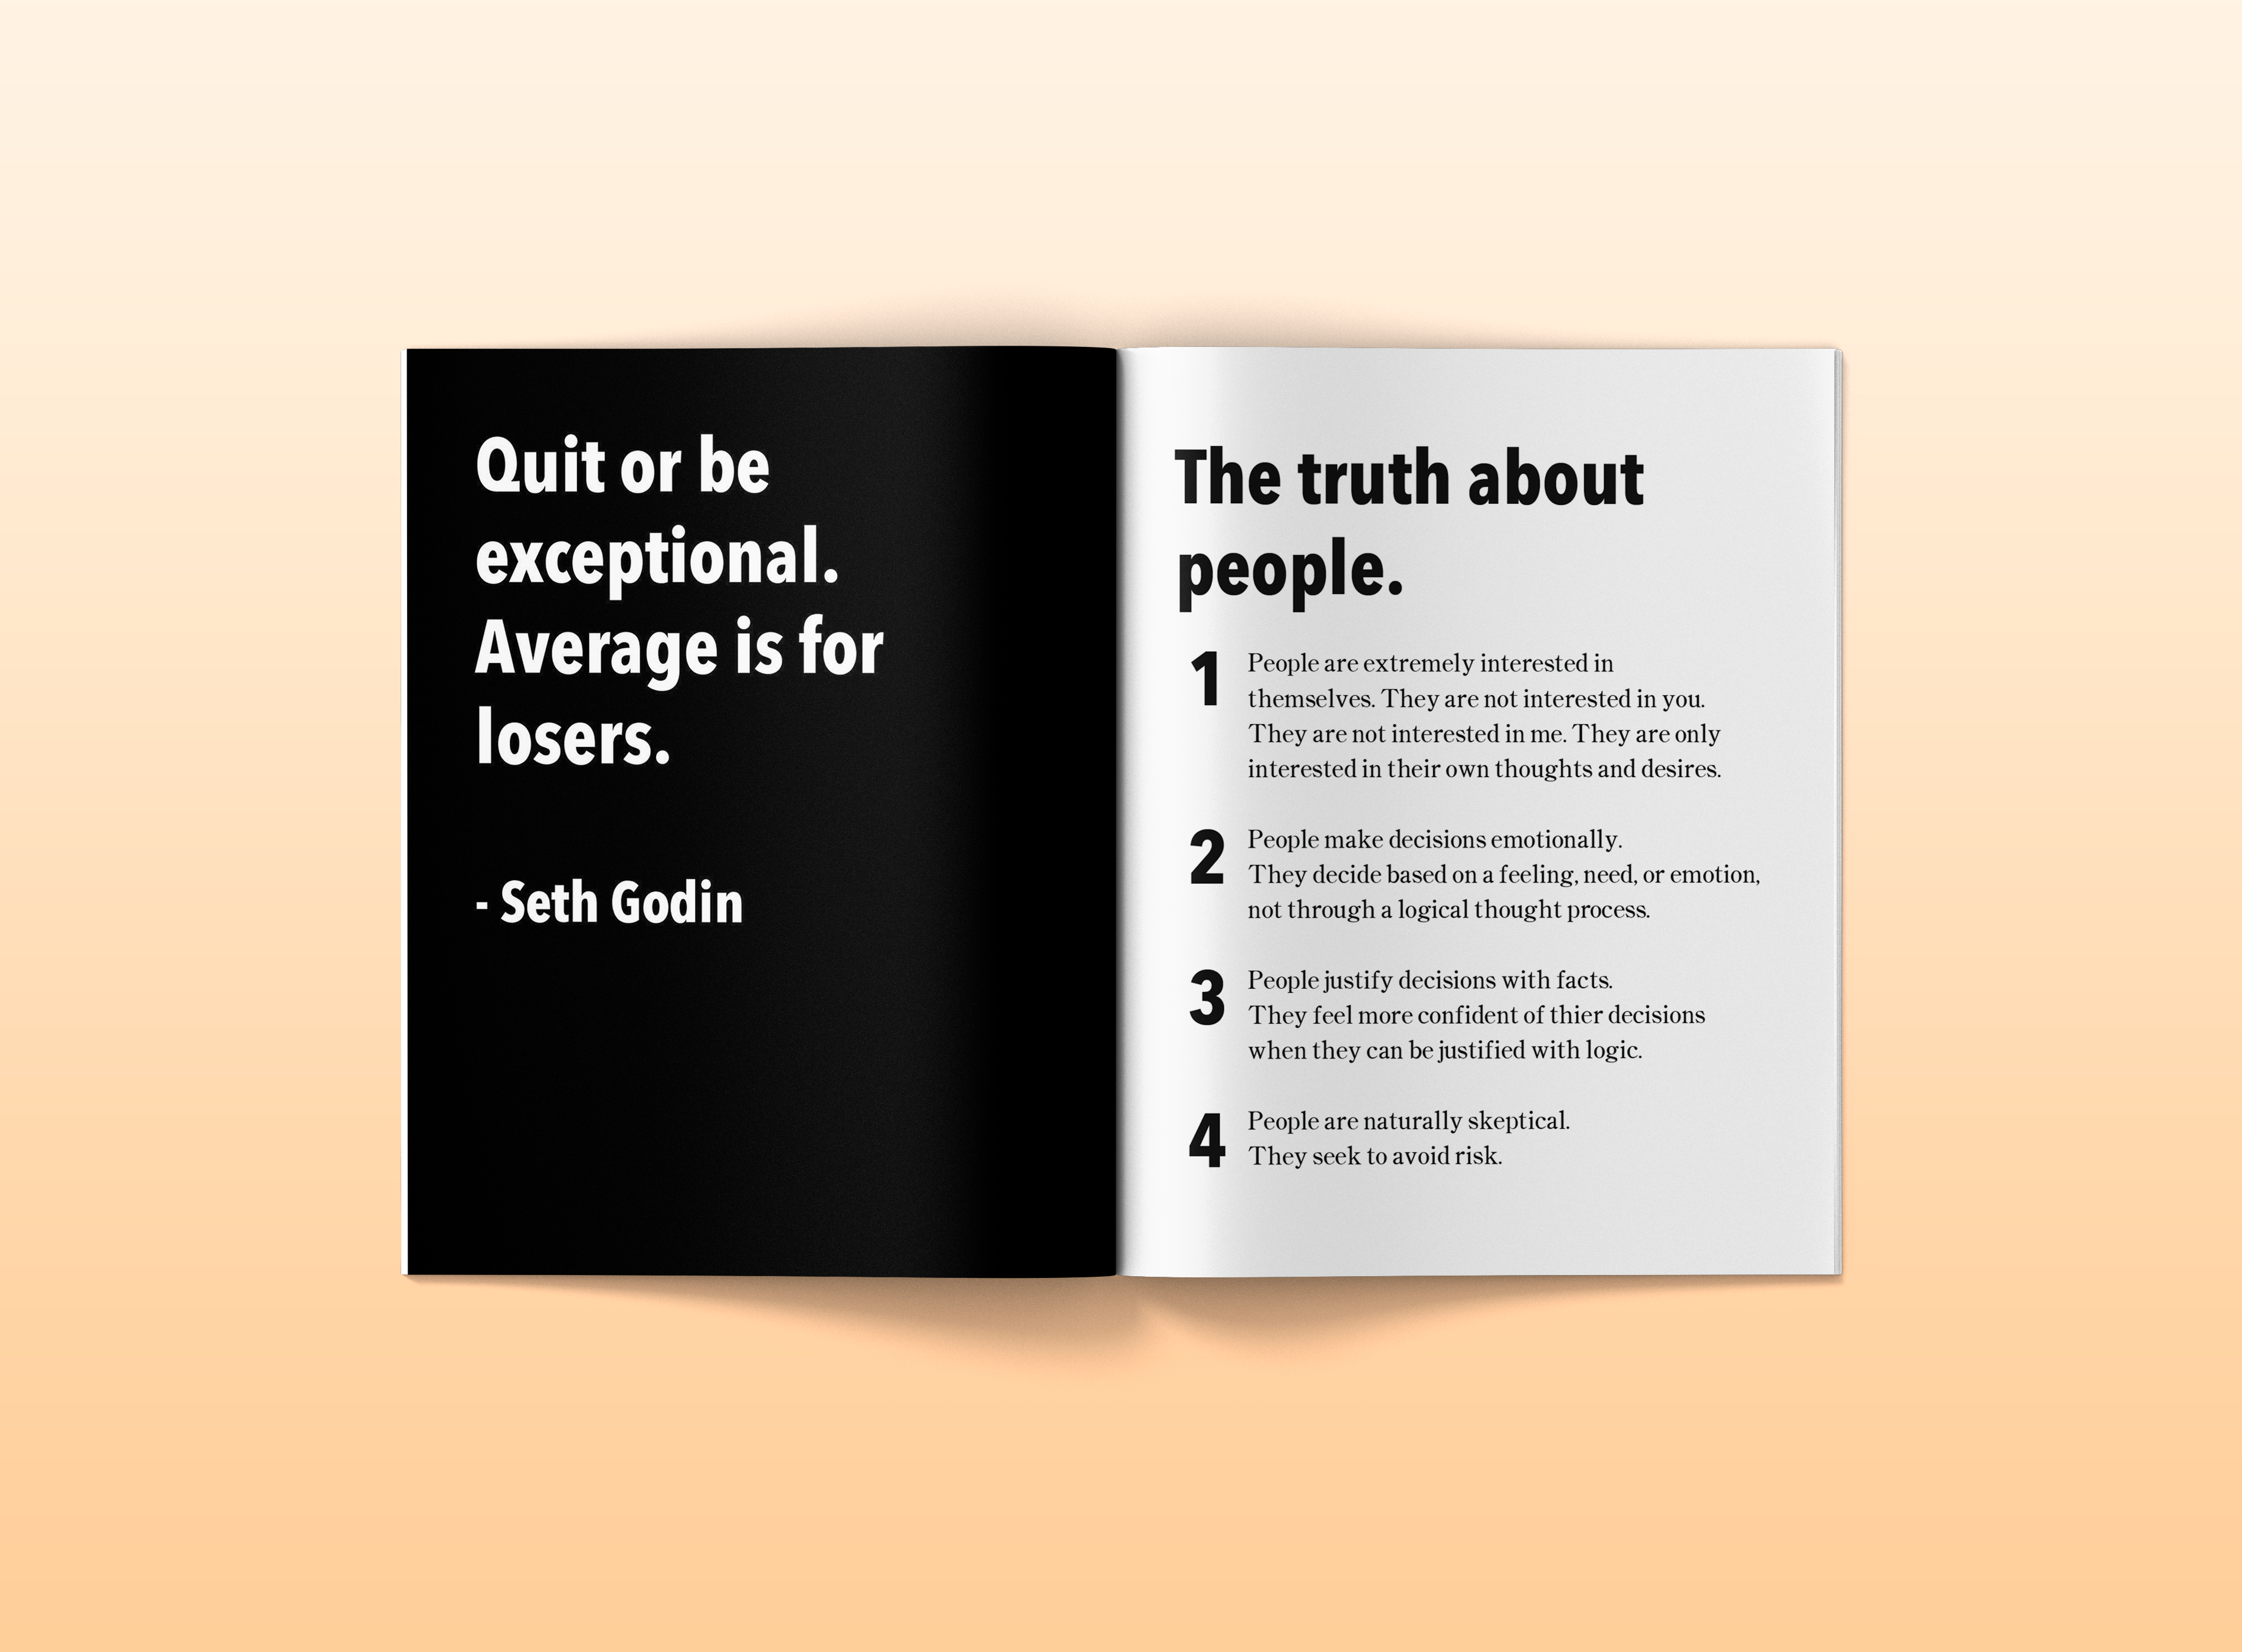 Quit or be
exceptional.
Average is for
losers.
- Seth Godin
The truth about
people.
1 People are extremely interested in
themselves. They are not interested in you.
They are not interested in me. They are only
interested in their own thoughts and desires.
2 People make decisions emotionally.
They decide based on a feeling, need, or emotion,
not through a logical thought process.
3 People justify decisions with facts.
They feel more confident of thier decisions
when they can be justified with logic.
4 People are naturally skeptical.
They seek to avoid risk.